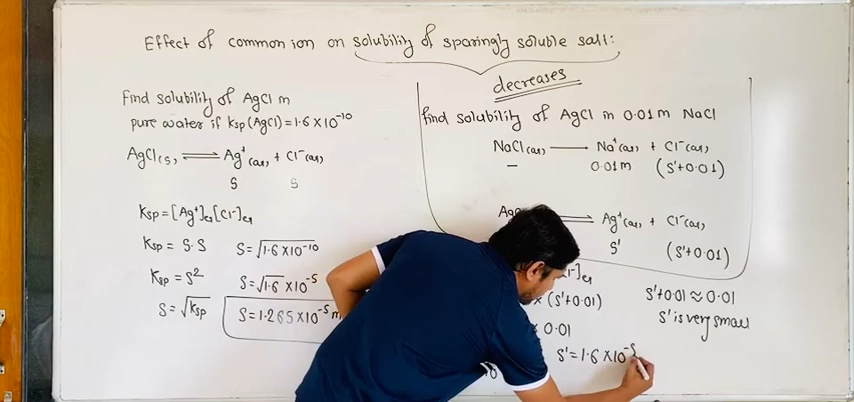 Effect of common ion on solubility of sparingly soluble salt:
decreases
Find solubility of AgCl in
pure water if Ksp(AgCl)=1.6×10⁻¹⁰
AgCl(s) ⇌ Ag⁺(aq) + Cl⁻(aq)
S S
Ksp=[Ag⁺]eq[Cl⁻]eq
Ksp = S·S S=√1.6×10⁻¹⁰
Ksp = S² S=√1.6×10⁻⁵
S=√Ksp S=1.265×10⁻⁵
find solubility of AgCl in 0.01m NaCl
NaCl(aq) → Na⁺(aq) + Cl⁻(aq)
— 0.01m (S'+0.01)
⇌ Ag⁺(aq) + Cl⁻(aq)
S' (S'+0.01)
]eq
× (S'+0.01) S'+0.01 ≈ 0.01
S' is very small
× 0.01
S'=1.6×10⁻